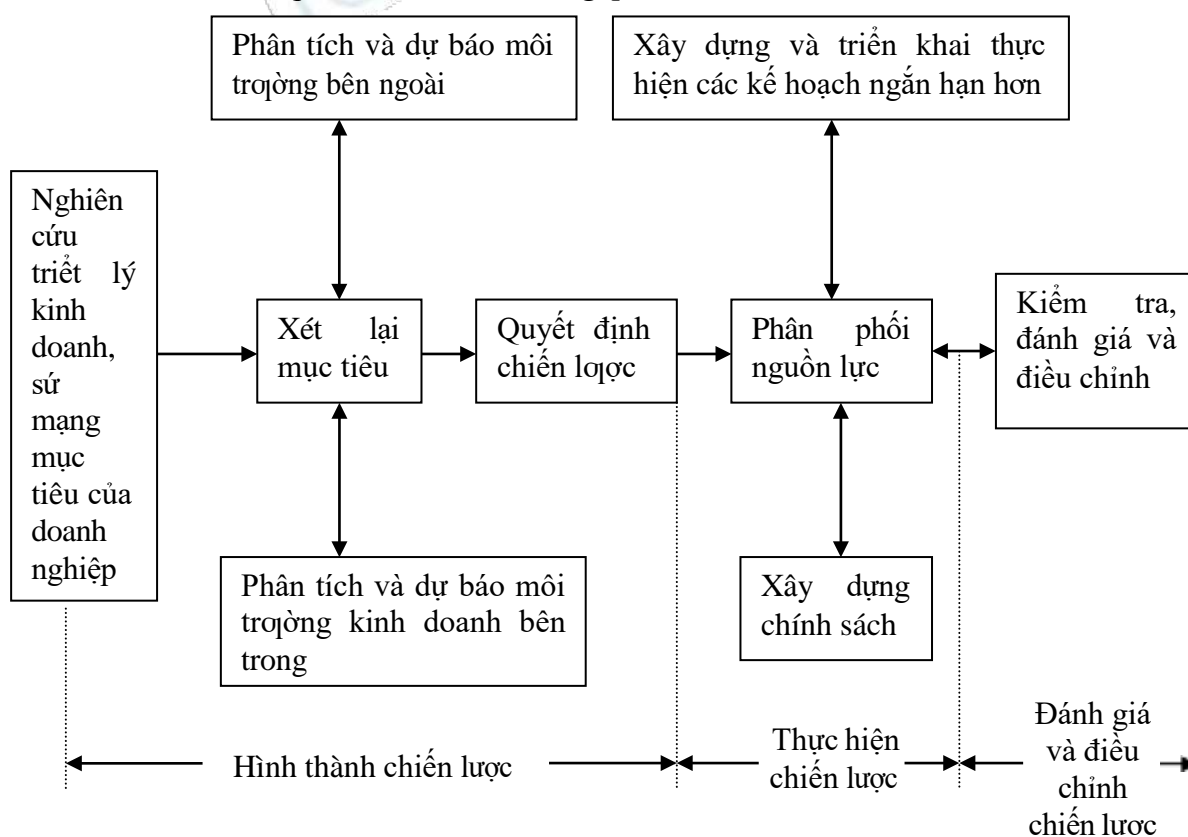 Phân tích và dự báo môi
trƣờng bên ngoài
Xây dựng và triển khai thực
hiện các kế hoạch ngắn hạn hơn
Nghiên
cứu
triết lý
kinh
doanh,
sứ
mạng
mục
tiêu của
doanh
nghiệp
Xét lại
mục tiêu
Quyết định
chiến lƣợc
Phân phối
nguồn lực
Kiểm tra,
đánh giá và
điều chỉnh
Phân tích và dự báo môi
trƣờng kinh doanh bên
trong
Xây dựng
chính sách
Hình thành chiến lược
Thực hiện
chiến lược
Đánh giá
và điều
chỉnh
chiến lược